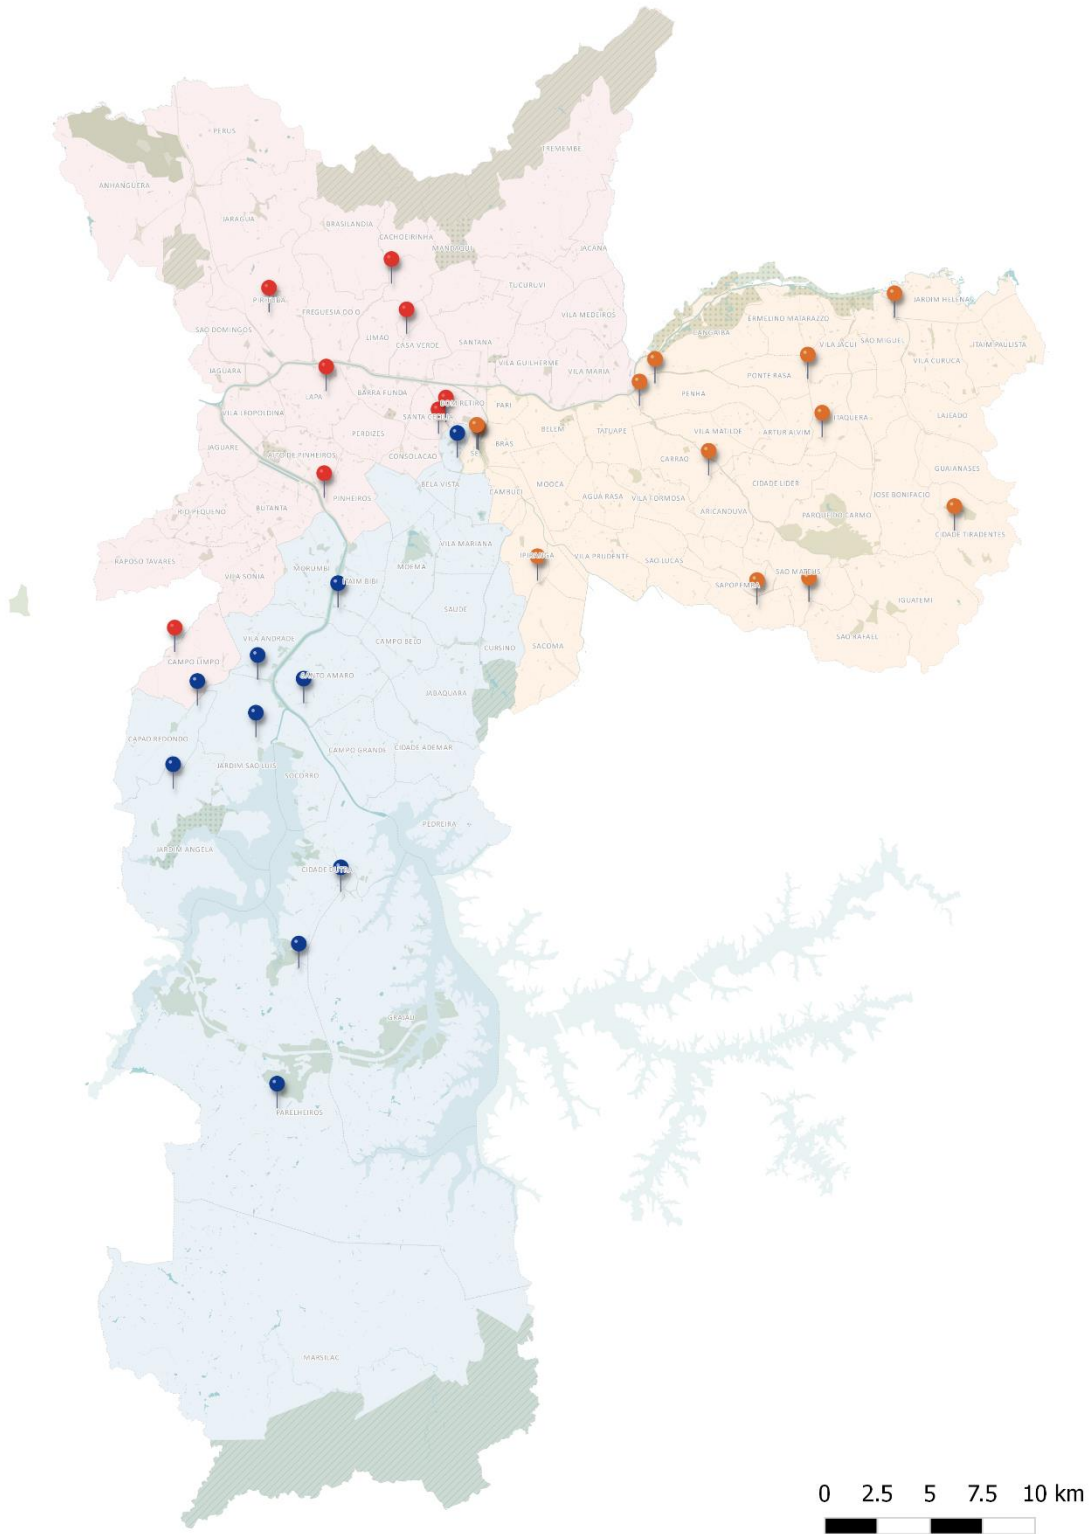 PERUS
TREMEMBE
ANHANGUERA
JARAGUA
BRASILANDIA
CACHOEIRINHA
MANDAQUI
JACANA
TUCURUVI
PIRITUBA
JARDIM HELENA
FREGUESIA DO O
VILA MEDEIROS
ERMELINO MATARAZZO
SAO DOMINGOS
CANGAIBA
LIMAO
CASA VERDE
SANTANA
VILA JACUI
SAO MIGUEL
ITAIM PAULISTA
VILA GUILHERME
VILA CURUCA
JAGUARA
VILA MARIA
PONTE RASA
LAPA
BARRA FUNDA
PENHA
BOM RETIRO
PARI
VILA LEOPOLDINA
SANTA CECILIA
ITAQUERA
LAJEADO
PERDIZES
BELEM
TATUAPE
VILA MATILDE
ARTUR ALVIM
JAGUARE
BRAS
ALTO DE PINHEIROS
CONSOLACAO
SE
CARRAO
GUAIANASES
BELA VISTA
MOOCA
CIDADE LIDER
CAMBUCI
AGUA RASA
VILA FORMOSA
JOSE BONIFACIO
PINHEIROS
BUTANTA
RIO PEQUENO
ARICANDUVA
PARQUE DO CARMO
CIDADE TIRADENTES
VILA MARIANA
RAPOSO TAVARES
MORUMBI
MOEMA
IPIRANGA
VILA PRUDENTE
SAO LUCAS
VILA SONIA
ITAIM BIBI
SAPOPEMBA
SAO MATEUS
IGUATEMI
SAUDE
VILA ANDRADE
CAMPO BELO
CURSINO
SACOMA
SAO RAFAEL
CAMPO LIMPO
SANTO AMARO
JABAQUARA
CAPAO REDONDO
CAMPO GRANDE
CIDADE ADEMAR
JARDIM SAO LUIS
SOCORRO
PEDREIRA
JARDIM ANGELA
CIDADE DUTRA
GRAJAU
PARELHEIROS
MARSILAC
0 2.5 5 7.5 10 km